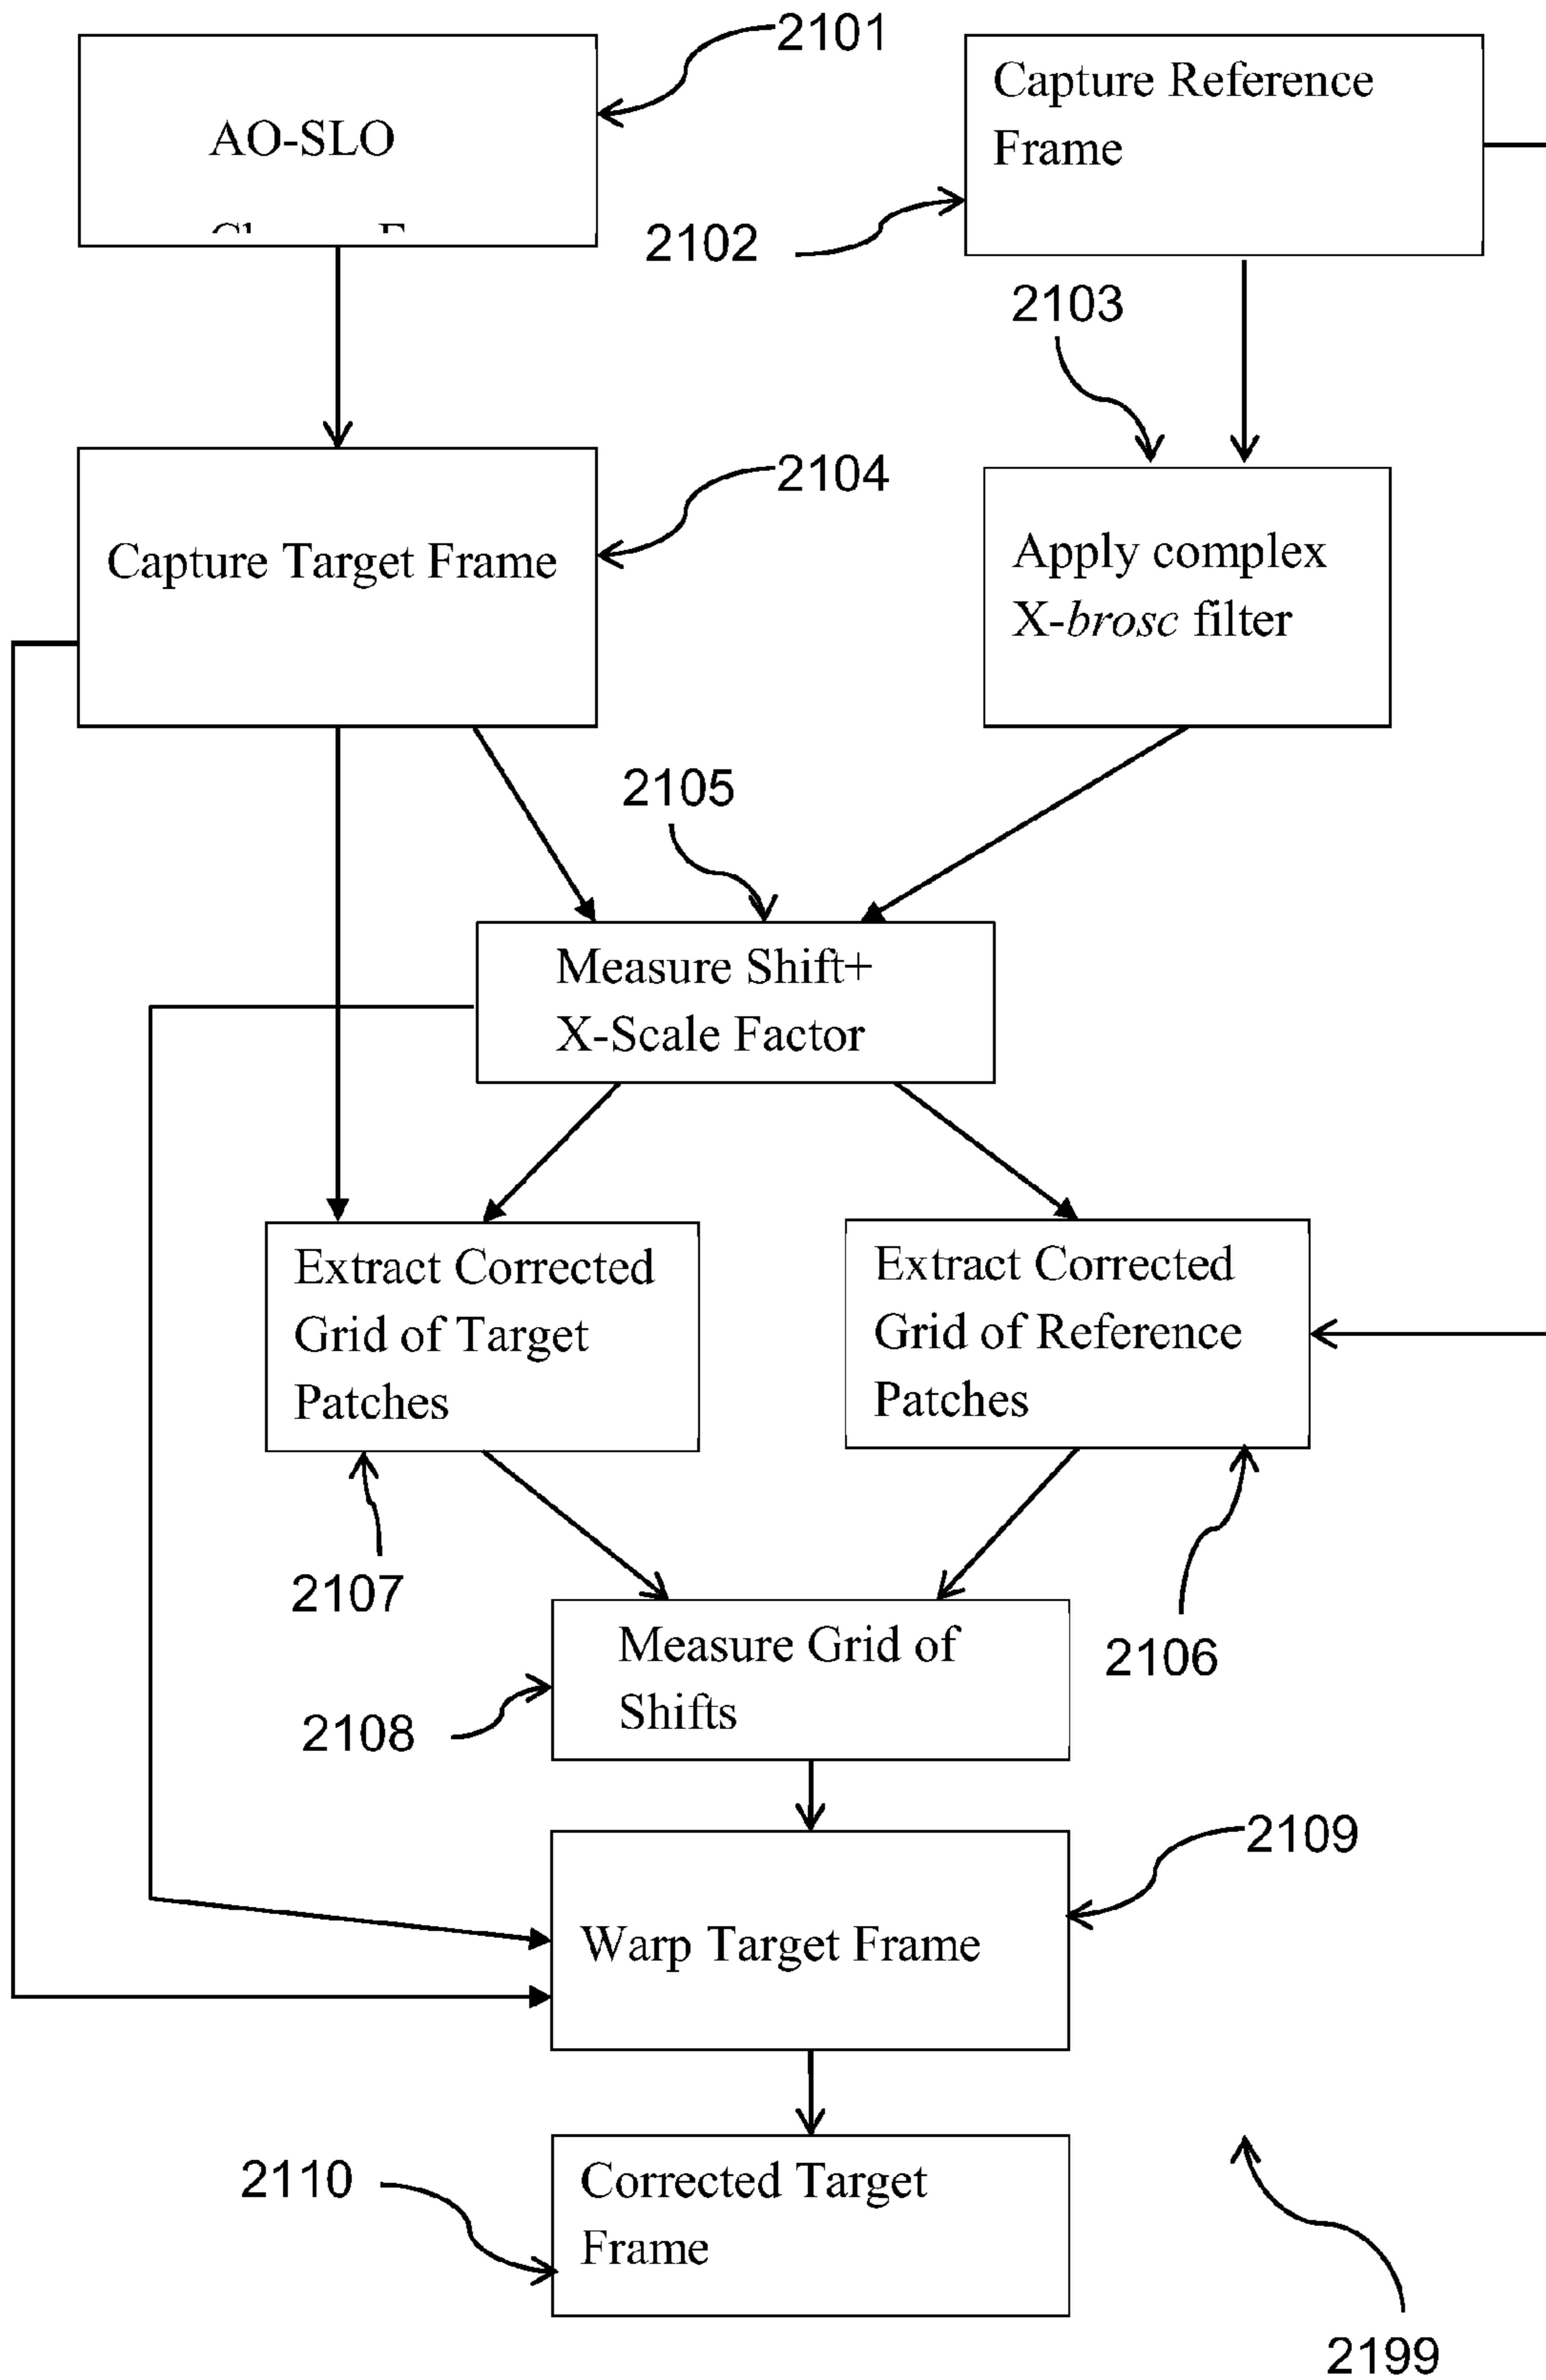 2101
AO-SLO
Capture Reference
Frame
2102
2103
2104
Capture Target Frame
Apply complex
X-brosc filter
2105
Measure Shift+
X-Scale Factor
Extract Corrected
Grid of Target
Patches
Extract Corrected
Grid of Reference
Patches
2107
2106
Measure Grid of
Shifts
2108
2109
Warp Target Frame
2110
Corrected Target
Frame
2199